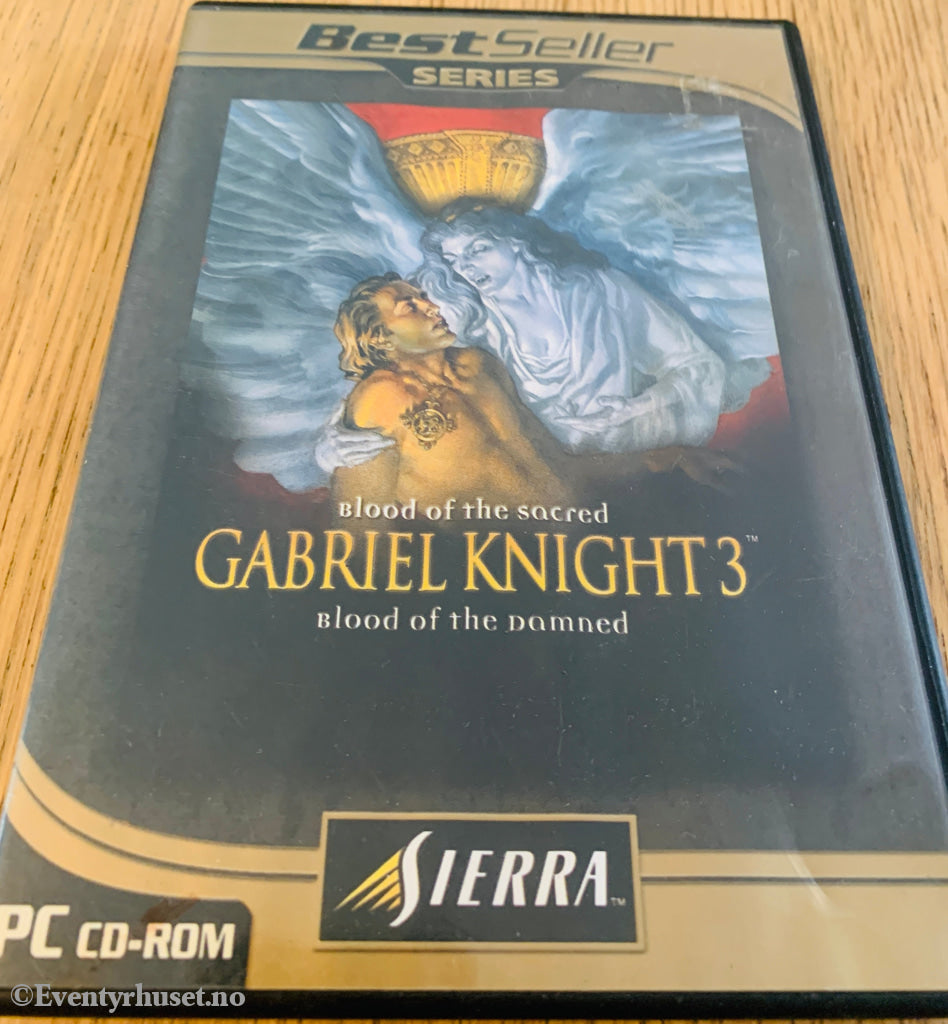 BestSeller
SERIES
Blood of the Sacred
GABRIEL KNIGHT 3™
Blood of the Damned
SIERRA™
PC CD-ROM
©Eventyrhuset.no